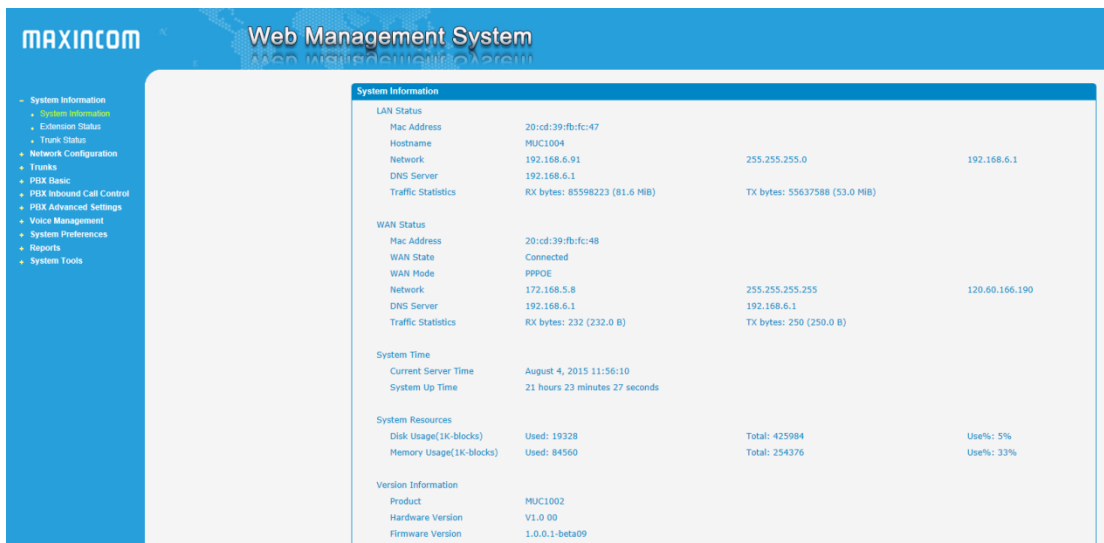 MAXINCOM
Web Management System
System Information
System Information
Extension Status
Trunk Status
Network Configuration
Trunks
PBX Basic
PBX Inbound Call Control
PBX Advanced Settings
Voice Management
System Preferences
Reports
System Tools
System Information
LAN Status
Mac Address 20:cd:39:fb:fc:47
Hostname MUC1004
Network 192.168.6.91 255.255.255.0 192.168.6.1
DNS Server 192.168.6.1
Traffic Statistics RX bytes: 85598223 (81.6 MiB) TX bytes: 55637588 (53.0 MiB)
WAN Status
Mac Address 20:cd:39:fb:fc:48
WAN State Connected
WAN Mode PPPOE
Network 172.168.5.8 255.255.255.255 120.60.166.190
DNS Server 192.168.6.1 192.168.6.1
Traffic Statistics RX bytes: 232 (232.0 B) TX bytes: 250 (250.0 B)
System Time
Current Server Time August 4, 2015 11:56:10
System Up Time 21 hours 23 minutes 27 seconds
System Resources
Disk Usage(1K-blocks) Used: 19328 Total: 425984 Use%: 5%
Memory Usage(1K-blocks) Used: 84560 Total: 254376 Use%: 33%
Version Information
Product MUC1002
Hardware Version V1.0 00
Firmware Version 1.0.0.1-beta09